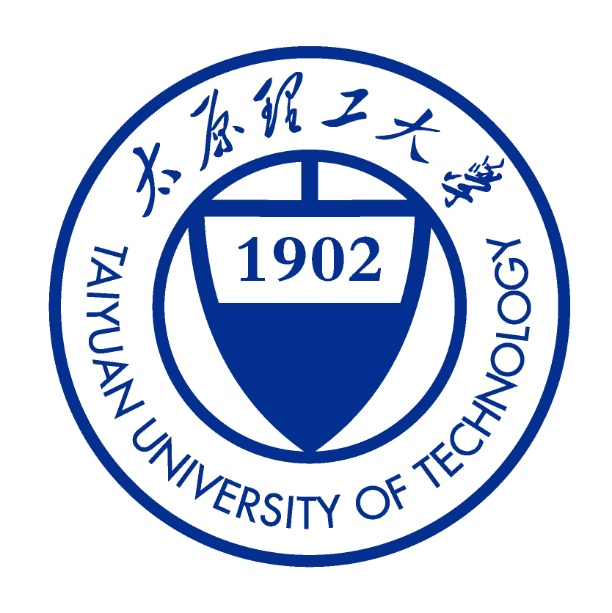 太原理工大学
1902
TAIYUAN UNIVERSITY OF TECHNOLOGY